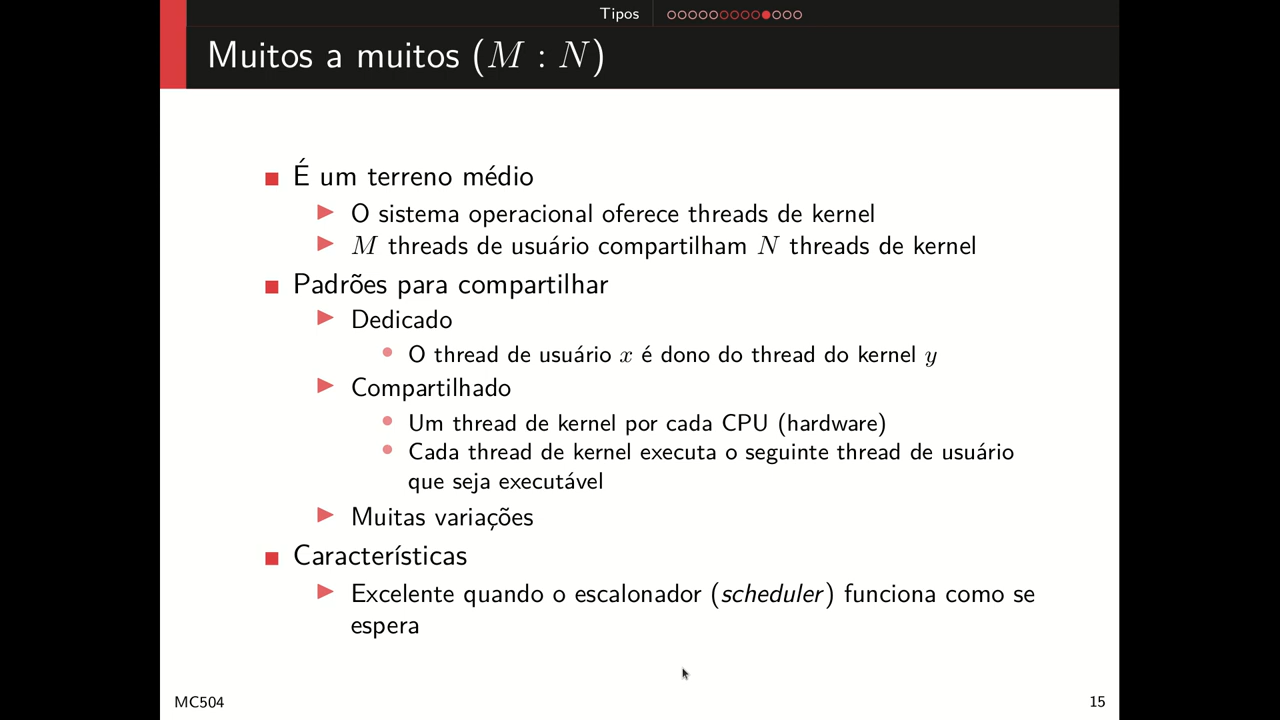 Tipos
Muitos a muitos (M : N)
É um terreno médio
O sistema operacional oferece threads de kernel
M threads de usuário compartilham N threads de kernel
Padrões para compartilhar
Dedicado
O thread de usuário x é dono do thread do kernel y
Compartilhado
Um thread de kernel por cada CPU (hardware)
Cada thread de kernel executa o seguinte thread de usuário
que seja executável
Muitas variações
Características
Excelente quando o escalonador (scheduler) funciona como se
espera
MC504
15